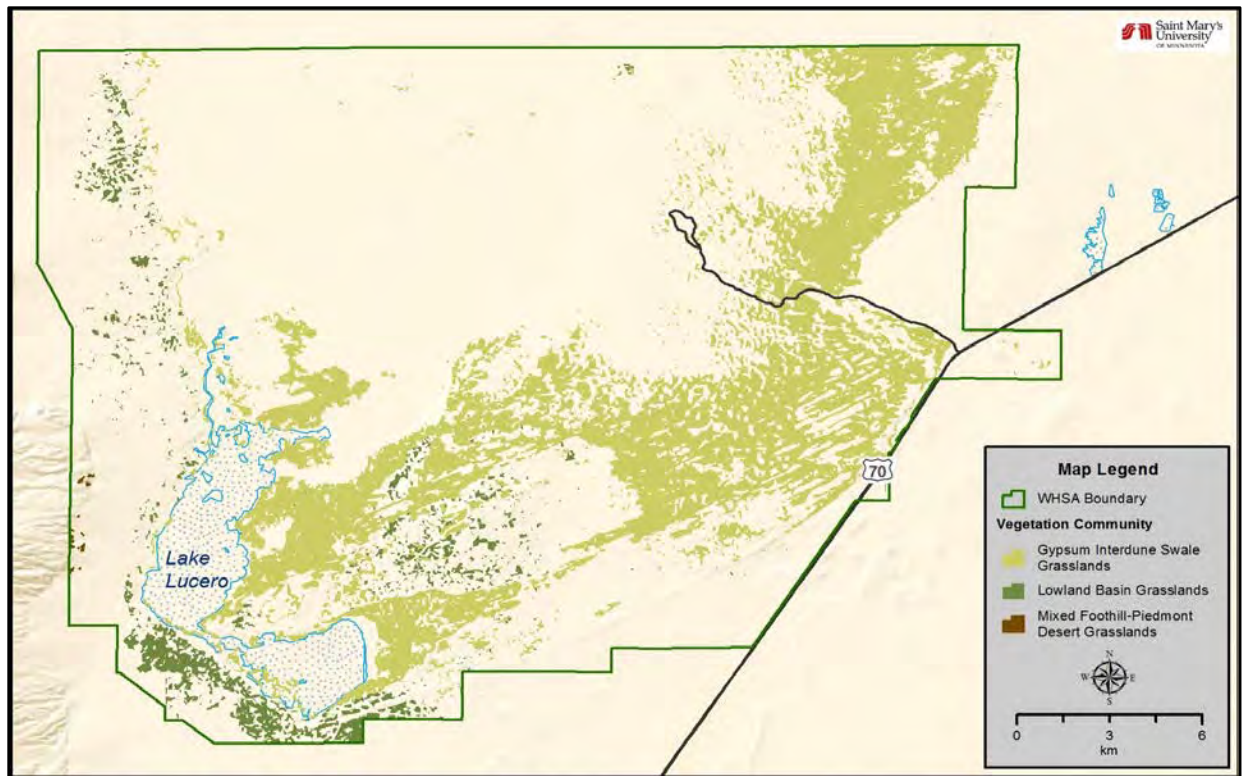 Saint Mary's
University
OF MINNESOTA
Lake
Lucero
70
Map Legend
WHSA Boundary
Vegetation Community
Gypsum Interdune Swale
Grasslands
Lowland Basin Grasslands
Mixed Foothill-Piedmont
Desert Grasslands
N
W E
S
0 3 6
km